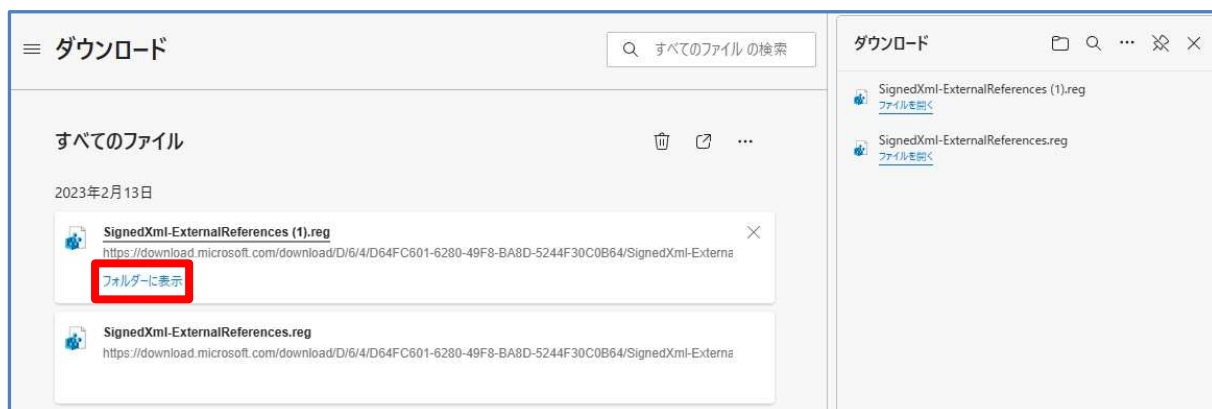 ダウンロード
すべてのファイル の検索
すべてのファイル
2023年2月13日
SignedXml-ExternalReferences (1).reg
https://download.microsoft.com/download/D/6/4/D64FC601-6280-49F8-BA8D-5244F30C0B64/SignedXml-Externa
フォルダーに表示
SignedXml-ExternalReferences.reg
https://download.microsoft.com/download/D/6/4/D64FC601-6280-49F8-BA8D-5244F30C0B64/SignedXml-Externa
ダウンロード
SignedXml-ExternalReferences (1).reg
ファイルを開く
SignedXml-ExternalReferences.reg
ファイルを開く